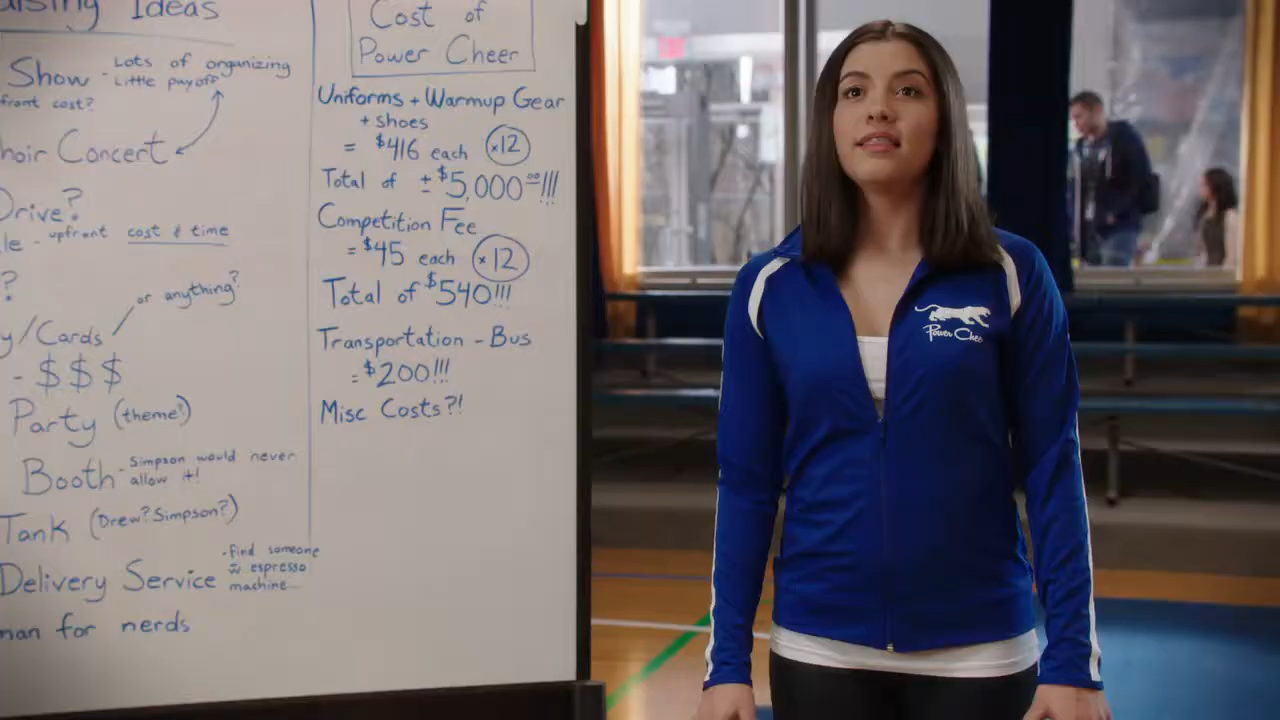 aising Ideas
Show - Lots of organizing
Little payoff
front cost?
hoir Concert
Drive?
le - upfront cost & time
?
or anything?
y/Cards
- $$$
Party (theme?)
Booth - Simpson would never
allow it!
Tank (Drew? Simpson?)
Delivery Service - find someone
w espresso
machine
man for nerds
Cost of
Power Cheer
Uniforms + Warmup Gear
+ shoes
= $416 each ×12
Total of ± $5,000.00!!!
Competition Fee
= $45 each ×12
Total of $540!!!
Transportation - Bus
= $200!!!
Misc Costs?!
Power Cheer